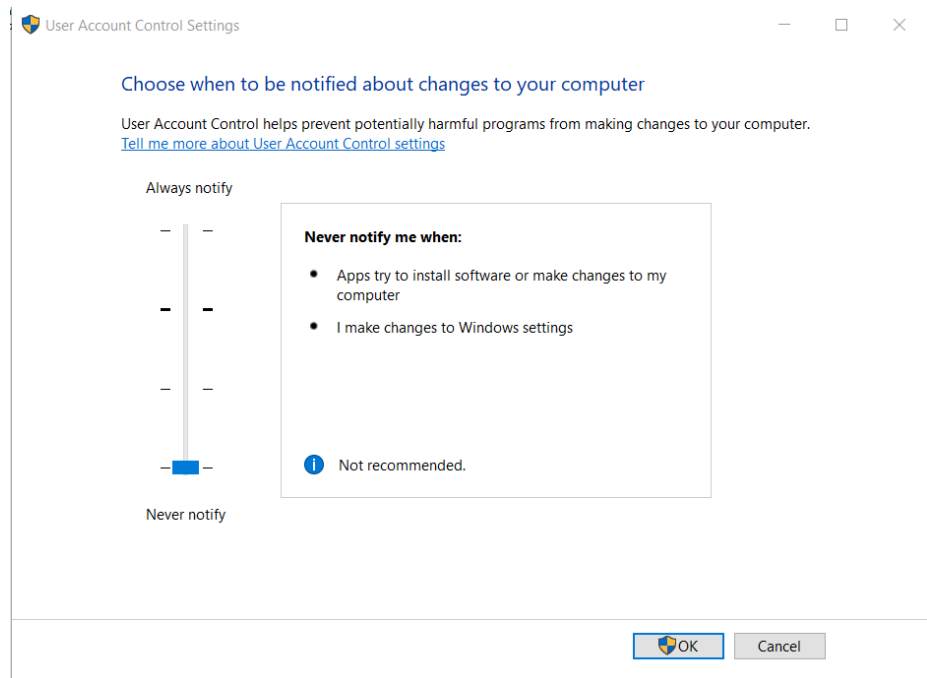 User Account Control Settings
Choose when to be notified about changes to your computer
User Account Control helps prevent potentially harmful programs from making changes to your computer.
Tell me more about User Account Control settings
Always notify
Never notify me when:
Apps try to install software or make changes to my
computer
I make changes to Windows settings
Not recommended.
Never notify
OK
Cancel